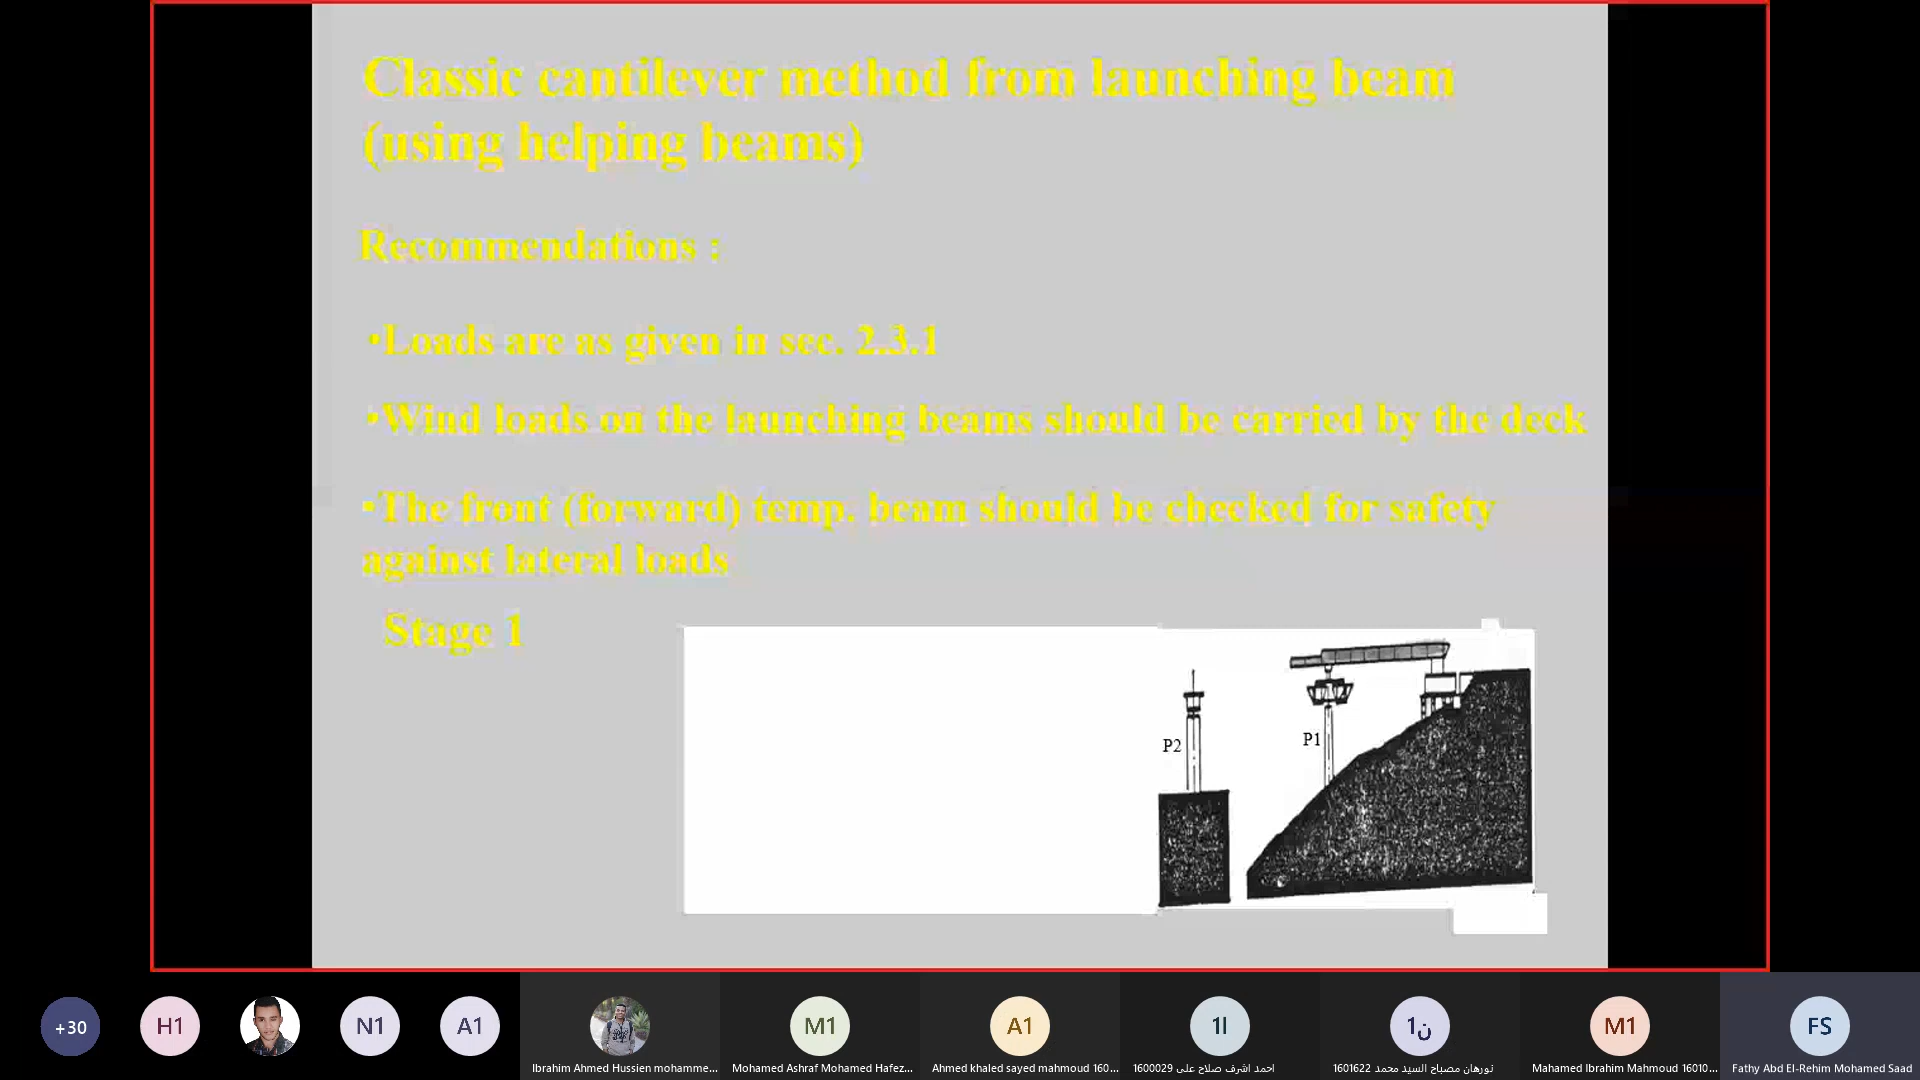 Classic cantilever method from launching beam
(using helping beams)
Recommendations :
•Loads are as given in sec. 2.3.1
•Wind loads on the launching beams should be carried by the deck
•The front (forward) temp. beam should be checked for safety
against lateral loads
Stage 1
P2
P1
+30
H1
N1
A1
M1
A1
ا1
ن1
M1
FS
Ibrahim Ahmed Hussien mohamme...
Mohamed Ashraf Mohamed Hafez...
Ahmed khaled sayed mahmoud 160...
احمد اشرف صلاح على 1600029
نورهان مصباح السيد محمد 1601622
Mahamed Ibrahim Mahmoud 16010...
Fathy Abd El-Rehim Mohamed Saad